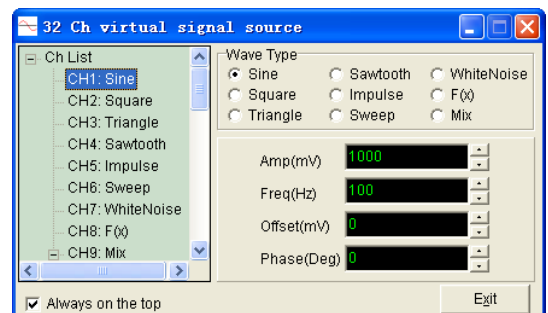 32 Ch virtual signal source
Ch List
CH1: Sine
CH2: Square
CH3: Triangle
CH4: Sawtooth
CH5: Impulse
CH6: Sweep
CH7: WhiteNoise
CH8: F(x)
CH9: Mix
Wave Type
Sine Sawtooth WhiteNoise
Square Impulse F(x)
Triangle Sweep Mix
Amp(mV) 1000
Freq(Hz) 100
Offset(mV) 0
Phase(Deg) 0
Always on the top
Exit